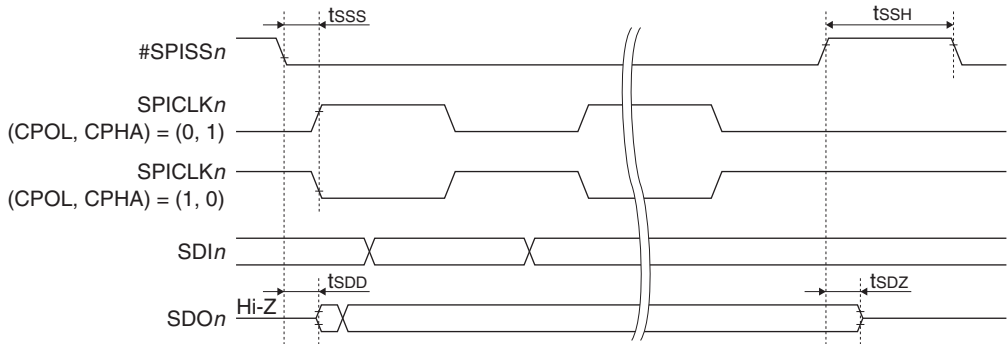 tSSS
tSSH
#SPISSn
SPICLKn
(CPOL, CPHA) = (0, 1)
SPICLKn
(CPOL, CPHA) = (1, 0)
SDIn
tSDD
tSDZ
Hi-Z
SDOn